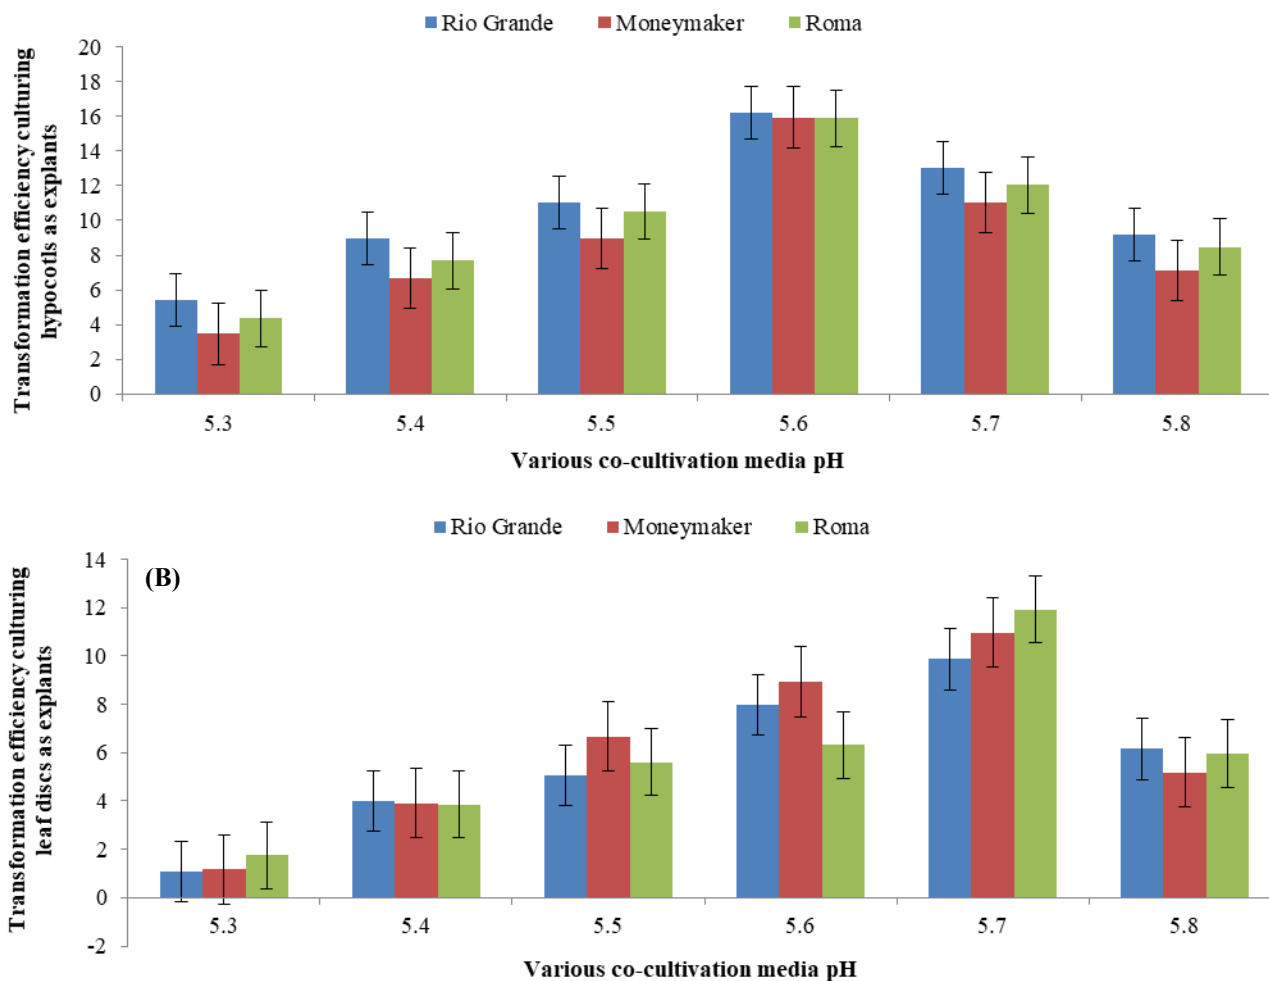 Rio Grande Moneymaker Roma
Transformation efficiency culturing
hypocotls as explants
20
18
16
14
12
10
8
6
4
2
0
5.3 5.4 5.5 5.6 5.7 5.8
Various co-cultivation media pH
Rio Grande Moneymaker Roma
Transformation efficiency culturing
leaf discs as explants
(B)
14
12
10
8
6
4
2
0
-2
5.3 5.4 5.5 5.6 5.7 5.8
Various co-cultivation media pH